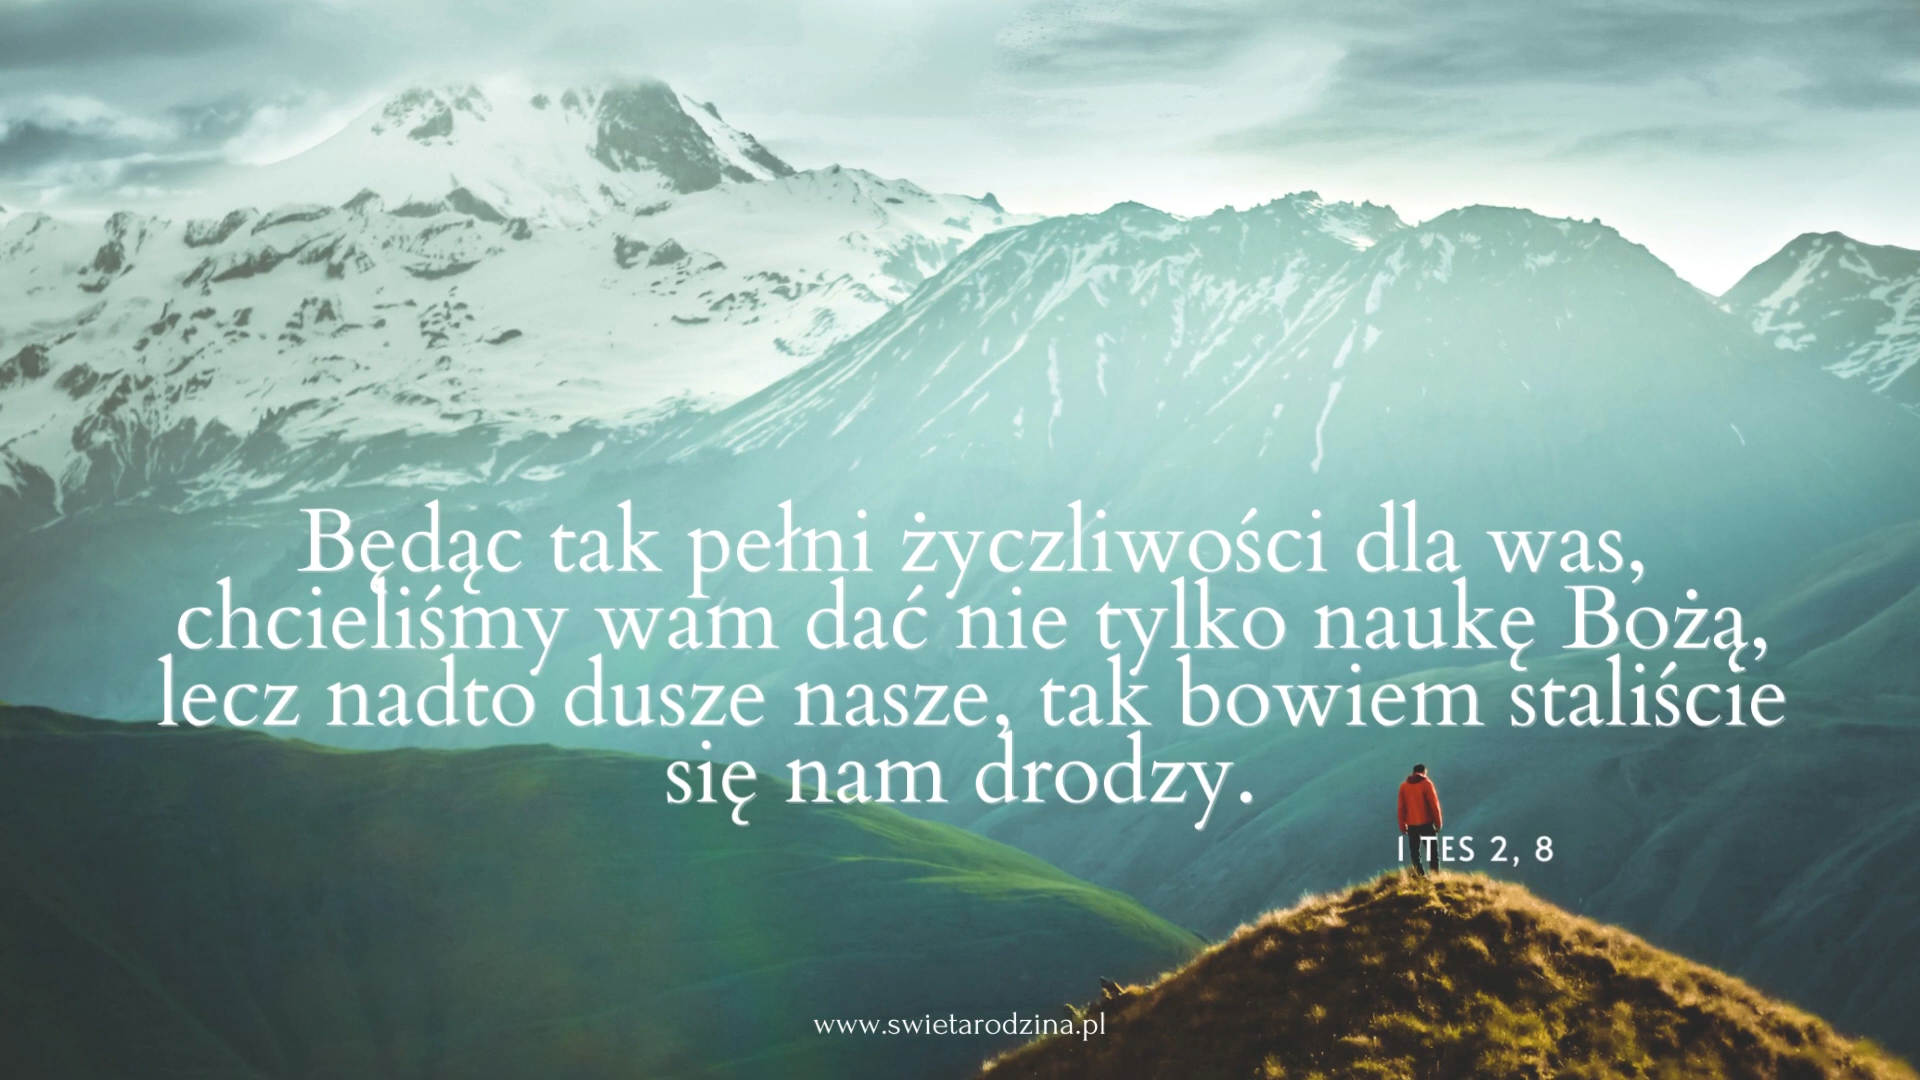 Będąc tak pełni życzliwości dla was,
chcieliśmy wam dać nie tylko naukę Bożą,
lecz nadto dusze nasze, tak bowiem staliście
się nam drodzy.
I TES 2, 8
www.swietarodzina.pl